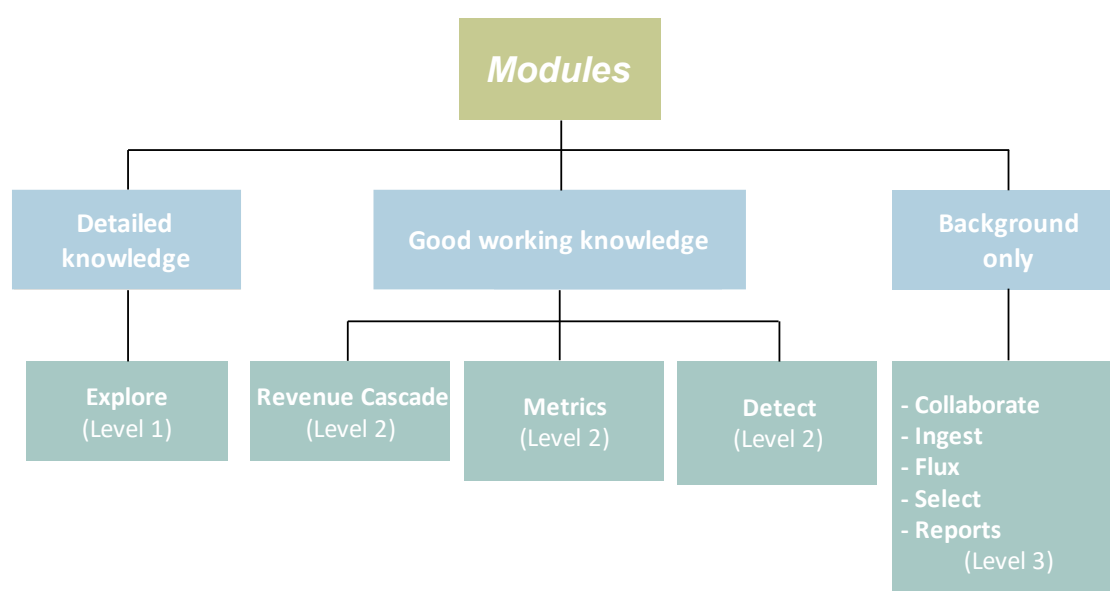 Modules
Detailed
knowledge
Good working knowledge
Background
only
Explore
(Level 1)
Revenue Cascade
(Level 2)
Metrics
(Level 2)
Detect
(Level 2)
- Collaborate
- Ingest
- Flux
- Select
- Reports
(Level 3)